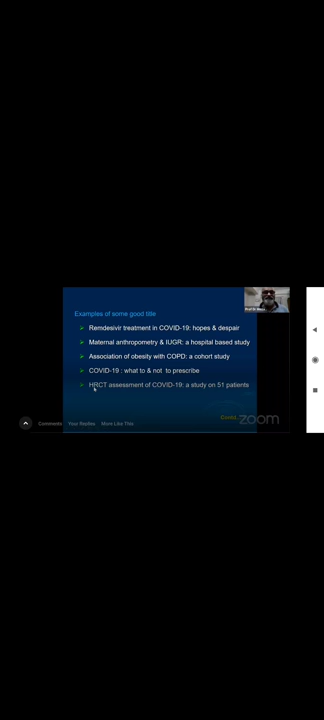 Examples of some good title
Remdesivir treatment in COVID-19: hopes & despair
Maternal anthropometry & IUGR: a hospital based study
Association of obesity with COPD: a cohort study
COVID-19 : what to & not to prescribe
HRCT assessment of COVID-19: a study on 51 patients
zoom
Comments Your Replies More Like This